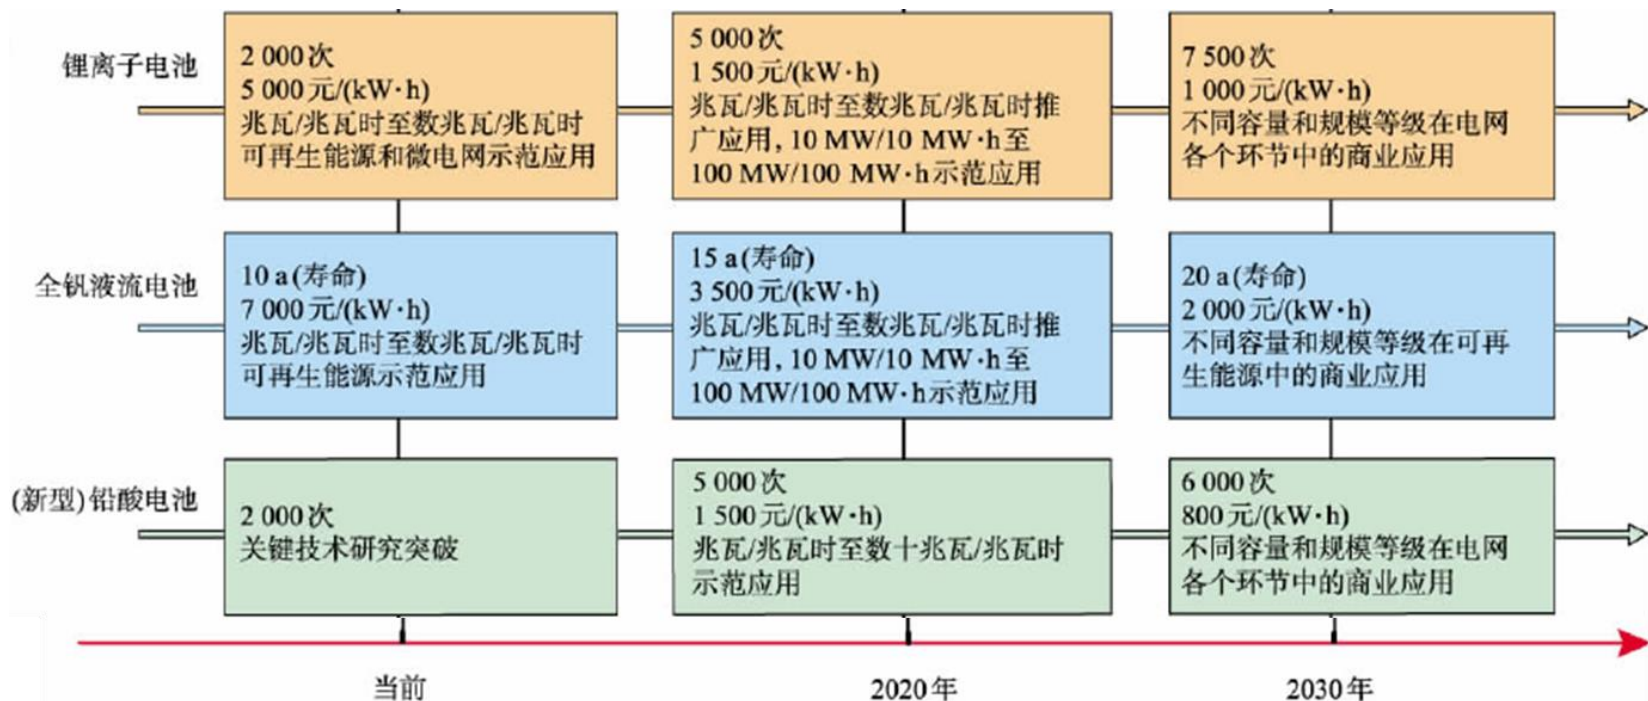 锂离子电池
2 000次
5 000元/(kW·h)
兆瓦/兆瓦时至数兆瓦/兆瓦时
可再生能源和微电网示范应用
5 000次
1 500元/(kW·h)
兆瓦/兆瓦时至数兆瓦/兆瓦时推
广应用, 10 MW/10 MW·h至
100 MW/100 MW·h示范应用
7 500次
1 000元/(kW·h)
不同容量和规模等级在电网
各个环节中的商业应用
全钒液流电池
10 a(寿命)
7 000元/(kW·h)
兆瓦/兆瓦时至数兆瓦/兆瓦时
可再生能源示范应用
15 a(寿命)
3 500元/(kW·h)
兆瓦/兆瓦时至数兆瓦/兆瓦时推
广应用, 10 MW/10 MW·h至
100 MW/100 MW·h示范应用
20 a(寿命)
2 000元/(kW·h)
不同容量和规模等级在可再
生能源中的商业应用
(新型)铅酸电池
2 000次
关键技术研究突破
5 000次
1 500元/(kW·h)
兆瓦/兆瓦时至数十兆瓦/兆瓦时
示范应用
6 000次
800元/(kW·h)
不同容量和规模等级在电网
各个环节中的商业应用
当前
2020年
2030年